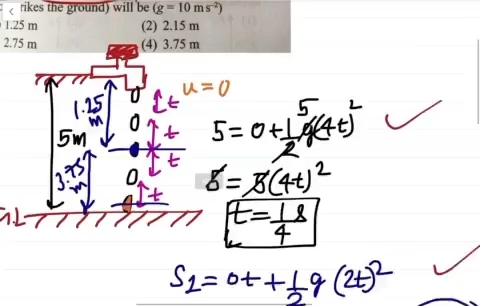 rikes the ground) will be (g = 10 m s⁻²)
1.25 m (2) 2.15 m
2.75 m (4) 3.75 m
u = 0
t
1.25 m
t
5m
t
3.75 m
t
5 = 0 + 1/2 g (4t)² 5
5 = 5 (4t)²
t = 1/4 s
S₁ = 0t + 1/2 g (2t)²